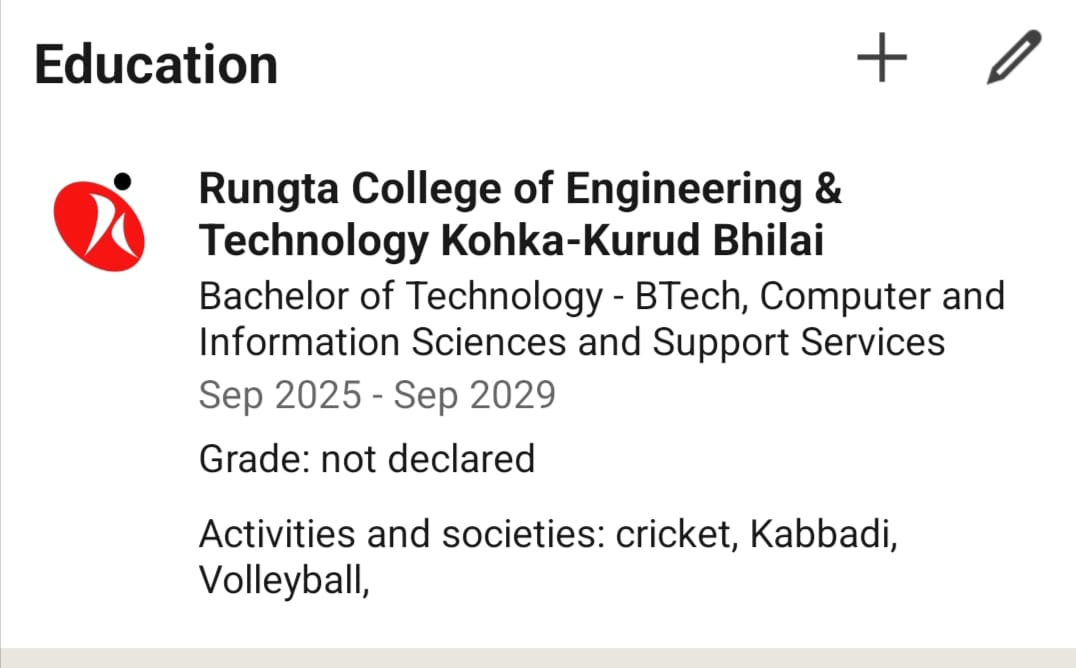 Education
Rungta College of Engineering &
Technology Kohka-Kurud Bhilai
Bachelor of Technology - BTech, Computer and
Information Sciences and Support Services
Sep 2025 - Sep 2029
Grade: not declared
Activities and societies: cricket, Kabbadi,
Volleyball,